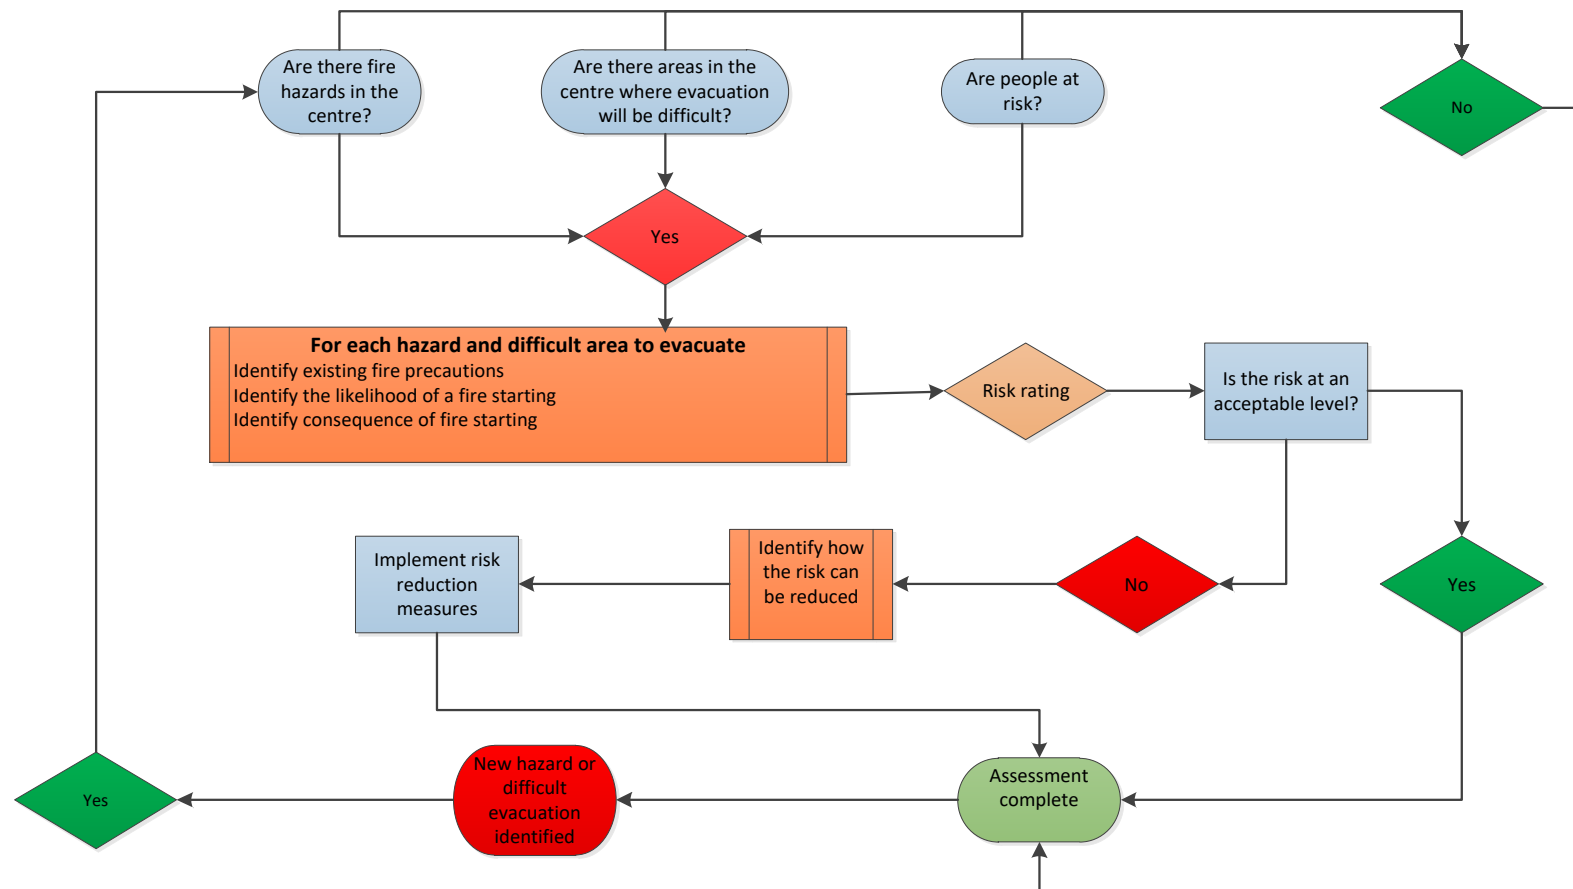 Are there fire
hazards in the
centre?
Are there areas in the
centre where evacuation
will be difficult?
Are people at
risk?
No
Yes
For each hazard and difficult area to evacuate
Identify existing fire precautions
Identify the likelihood of a fire starting
Identify consequence of fire starting
Risk rating
Is the risk at an
acceptable level?
Implement risk
reduction
measures
Identify how
the risk can
be reduced
No
Yes
Yes
New hazard or
difficult
evacuation
identified
Assessment
complete